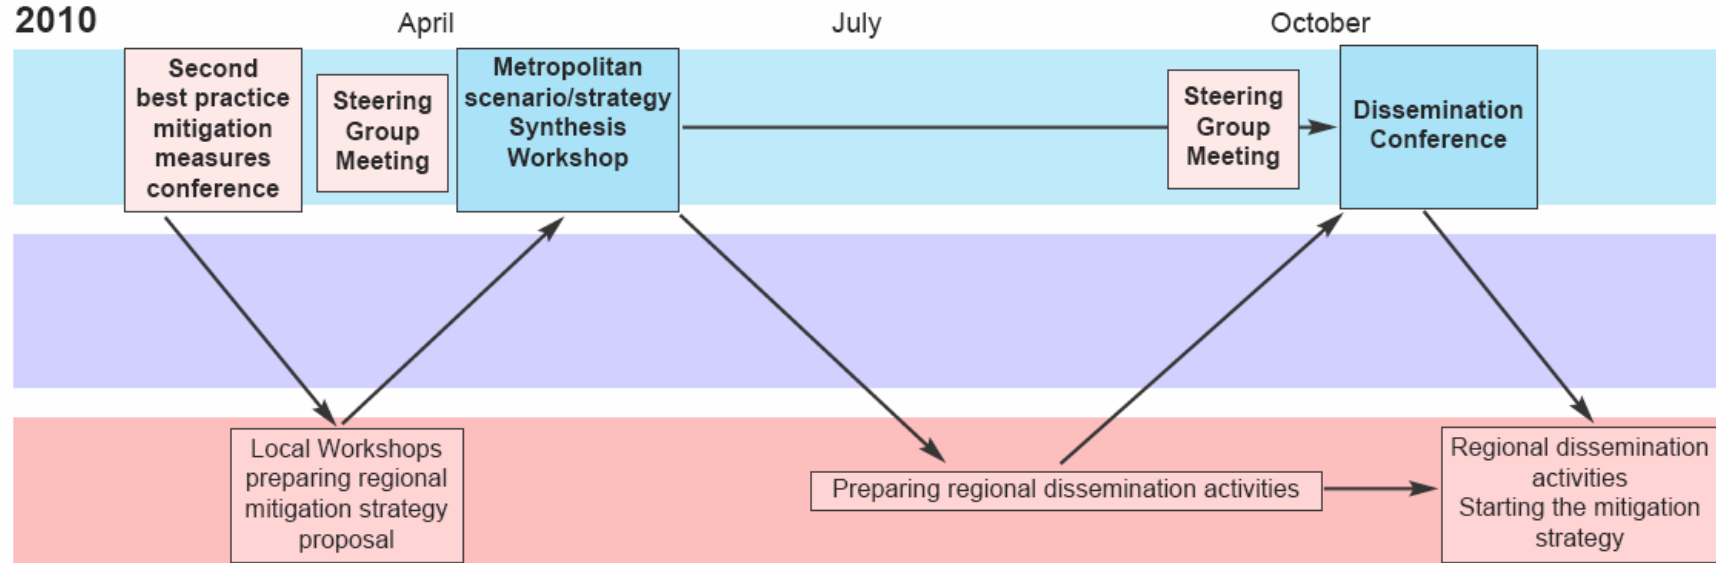 2010
April
July
October
Second
best practice
mitigation
measures
conference
Steering
Group
Meeting
Metropolitan
scenario/strategy
Synthesis
Workshop
Steering
Group
Meeting
Dissemination
Conference
Local Workshops
preparing regional
mitigation strategy
proposal
Preparing regional dissemination activities
Regional dissemination
activities
Starting the mitigation
strategy